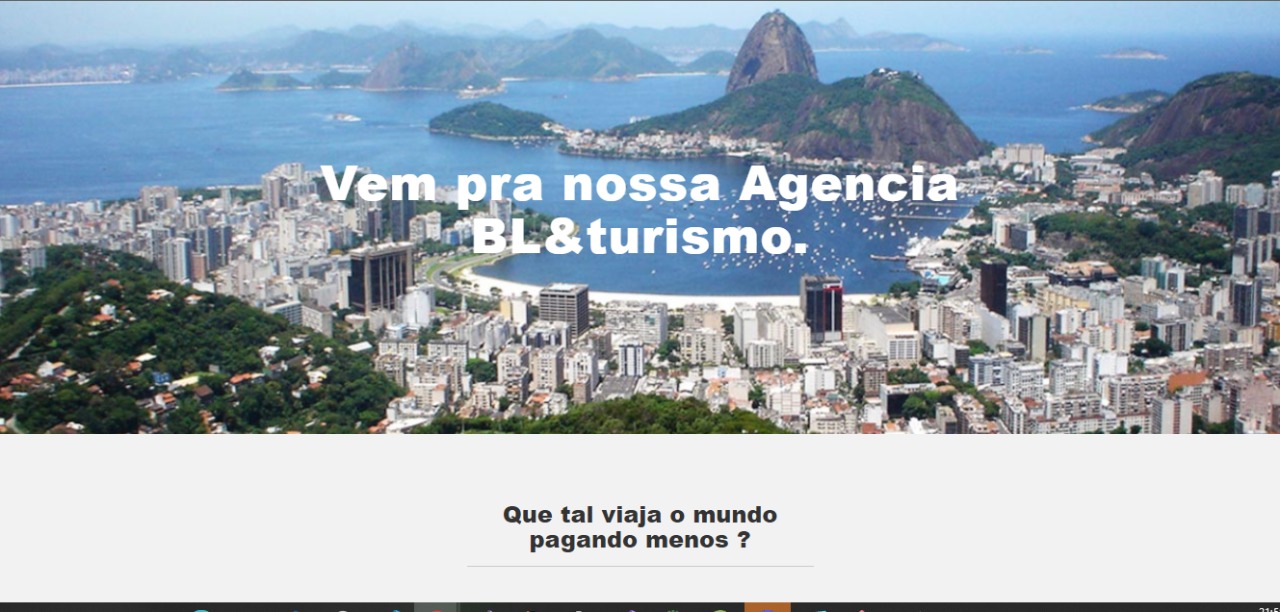 Vem pra nossa Agencia
BL&turismo.
Que tal viaja o mundo
pagando menos ?